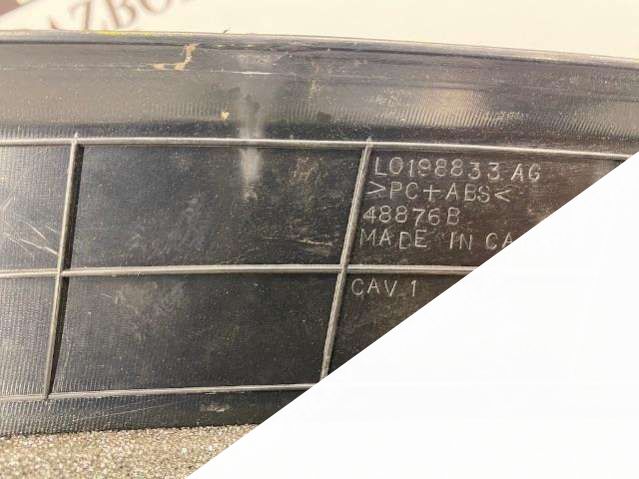 L0198833 AG
>PC+ABS<
48876B
MADE IN CA
CAV 1